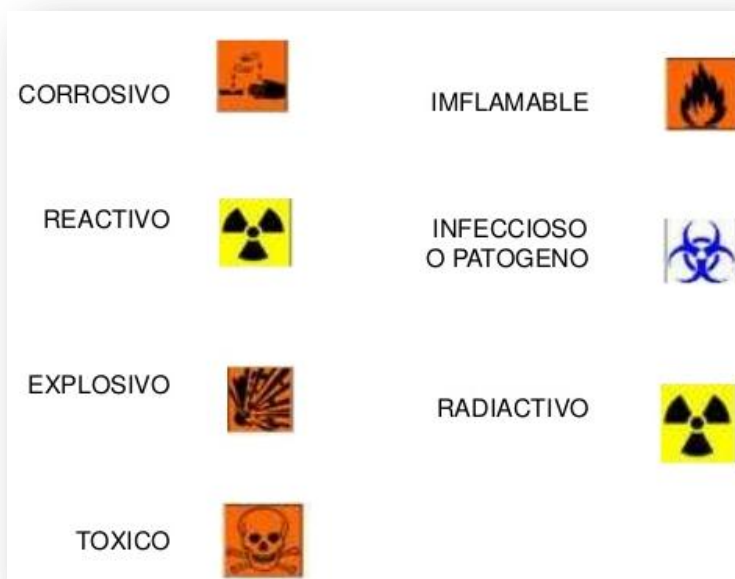 CORROSIVO
IMFLAMABLE
REACTIVO
INFECCIOSO
O PATOGENO
EXPLOSIVO
RADIACTIVO
TOXICO